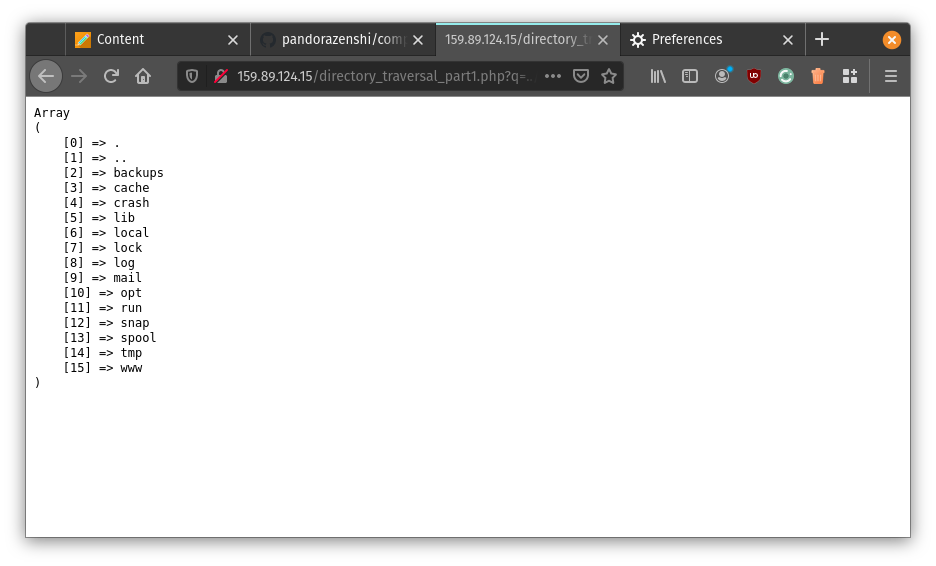 Content
pandorazenshi/comp
159.89.124.15/directory_t
Preferences
159.89.124.15/directory_traversal_part1.php?q=...
Array
(
[0] => .
[1] => ..
[2] => backups
[3] => cache
[4] => crash
[5] => lib
[6] => local
[7] => lock
[8] => log
[9] => mail
[10] => opt
[11] => run
[12] => snap
[13] => spool
[14] => tmp
[15] => www
)